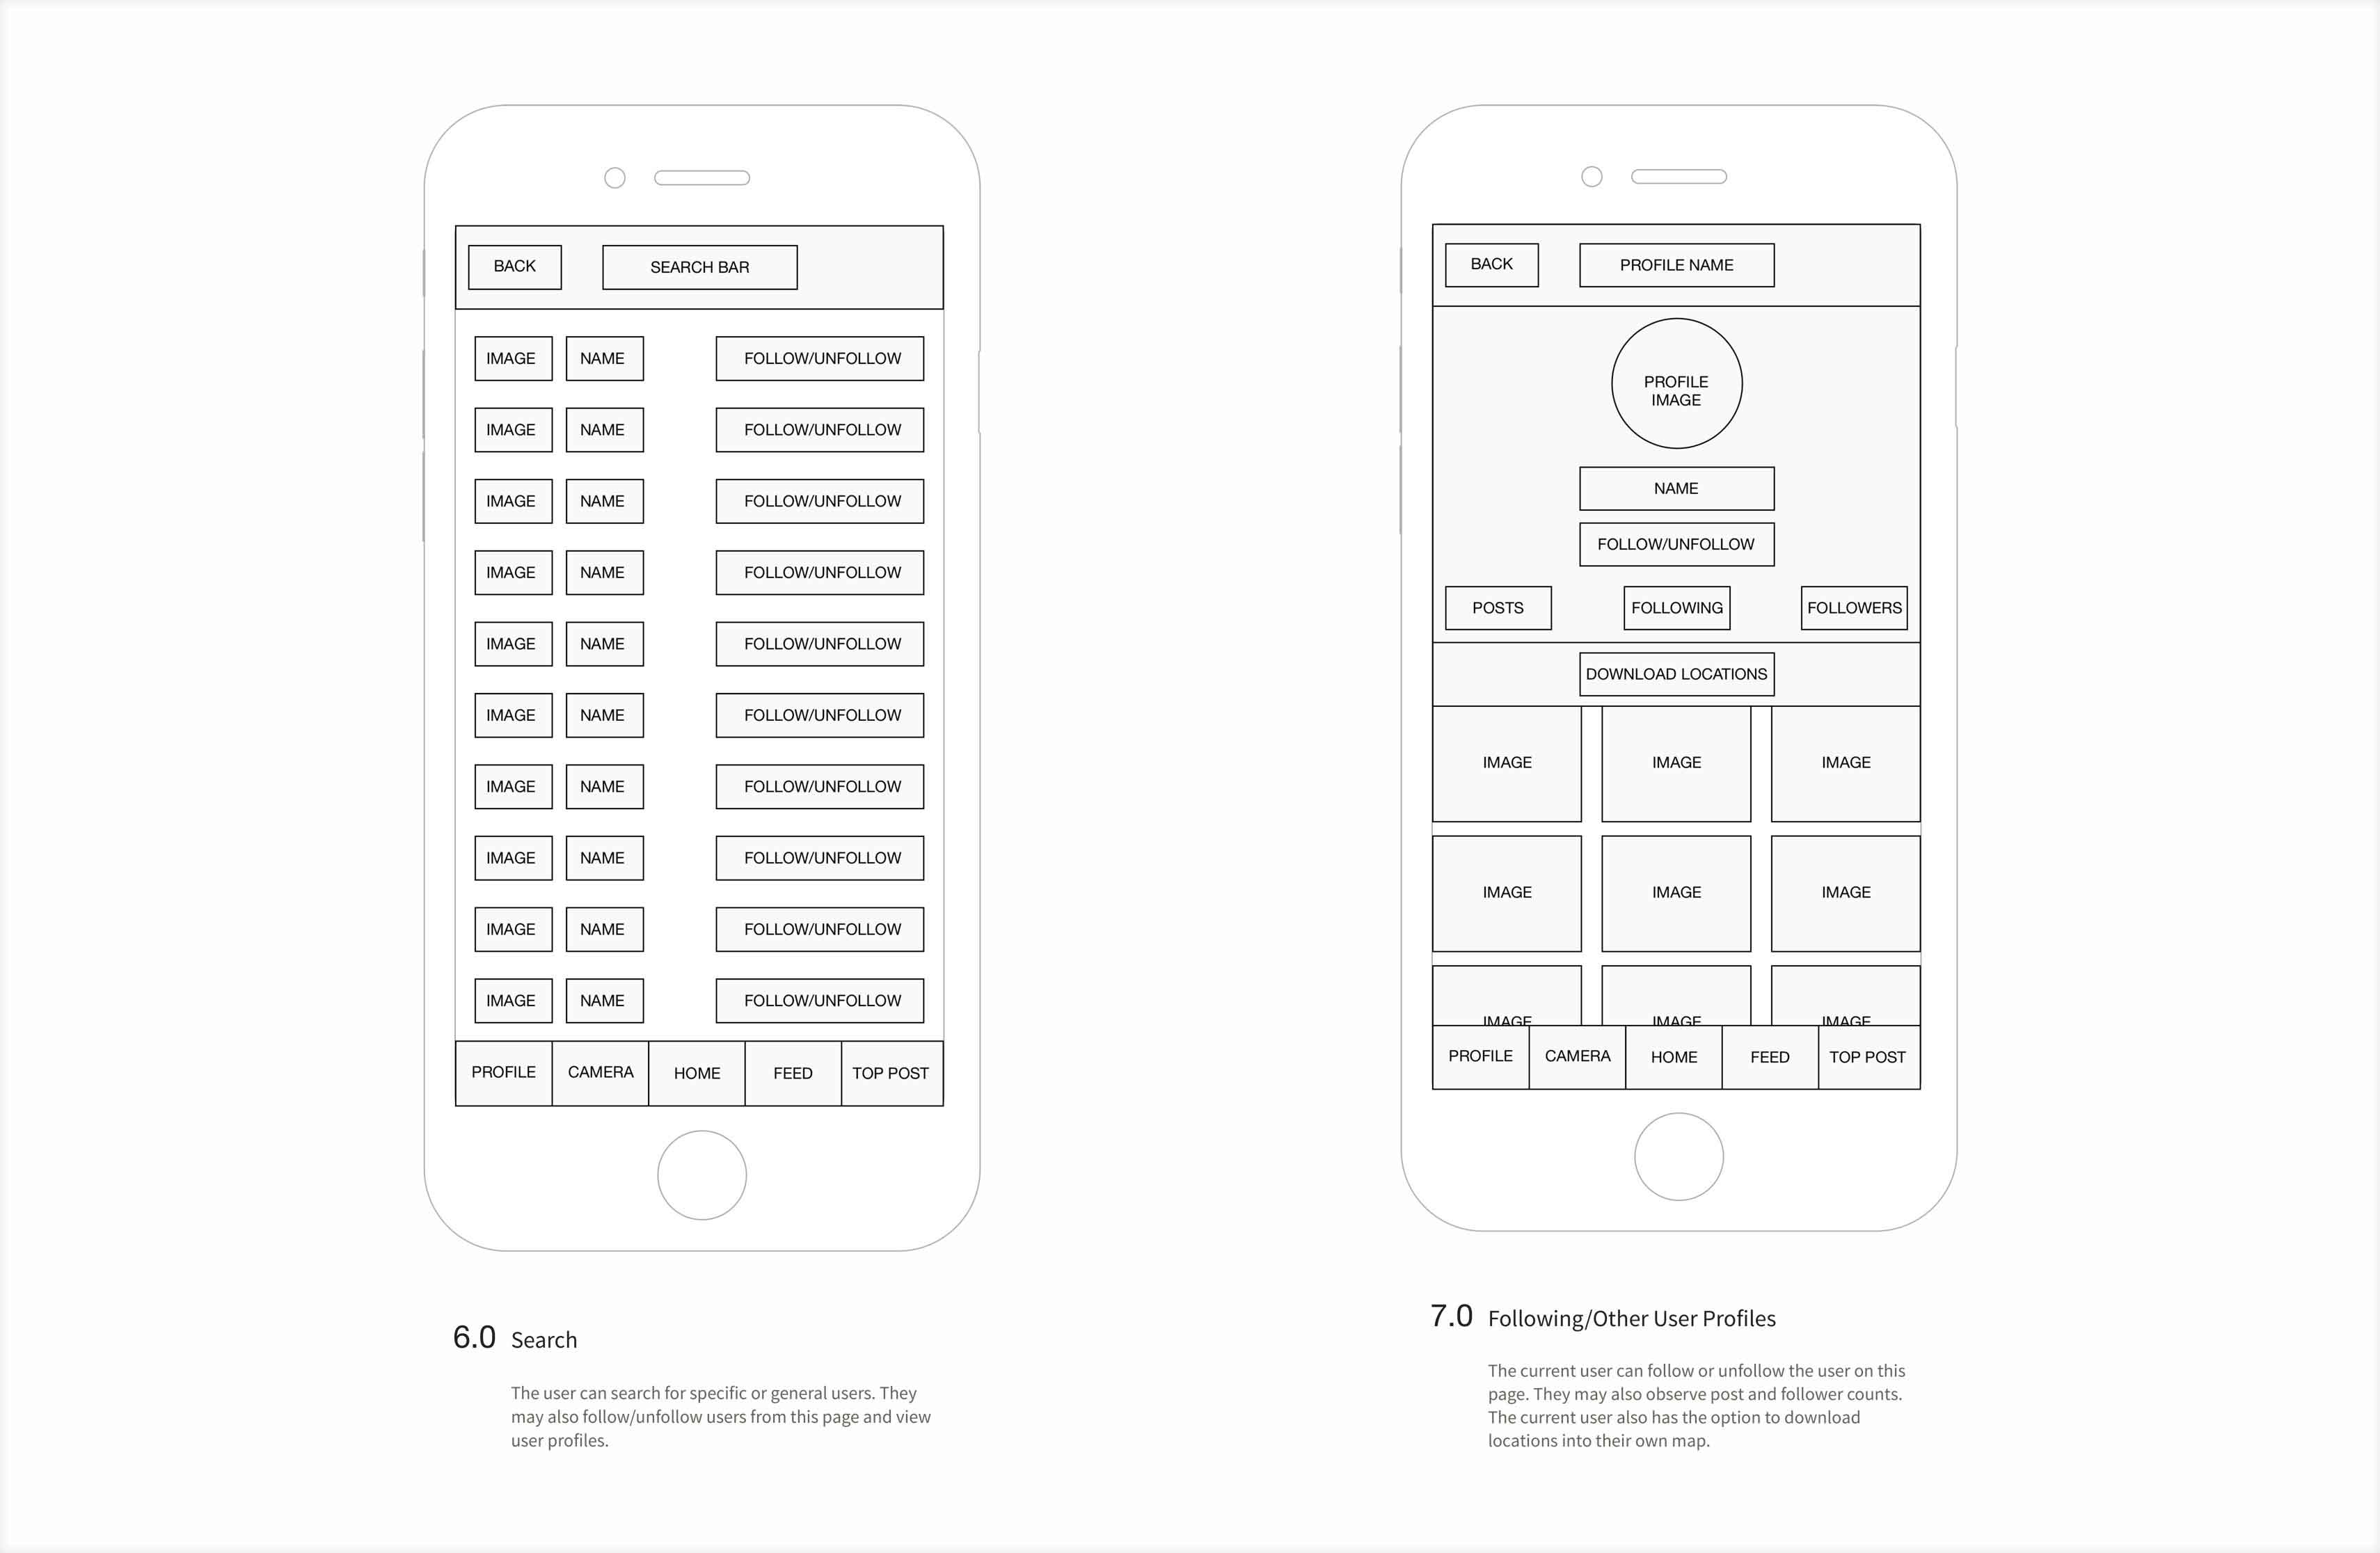 BACK
SEARCH BAR
IMAGE NAME FOLLOW/UNFOLLOW
IMAGE NAME FOLLOW/UNFOLLOW
IMAGE NAME FOLLOW/UNFOLLOW
IMAGE NAME FOLLOW/UNFOLLOW
IMAGE NAME FOLLOW/UNFOLLOW
IMAGE NAME FOLLOW/UNFOLLOW
IMAGE NAME FOLLOW/UNFOLLOW
IMAGE NAME FOLLOW/UNFOLLOW
IMAGE NAME FOLLOW/UNFOLLOW
IMAGE NAME FOLLOW/UNFOLLOW
PROFILE CAMERA HOME FEED TOP POST
6.0 Search
The user can search for specific or general users. They
may also follow/unfollow users from this page and view
user profiles.
BACK
PROFILE NAME
PROFILE
IMAGE
NAME
FOLLOW/UNFOLLOW
POSTS FOLLOWING FOLLOWERS
DOWNLOAD LOCATIONS
IMAGE IMAGE IMAGE
IMAGE IMAGE IMAGE
IMAGE IMAGE IMAGE
PROFILE CAMERA HOME FEED TOP POST
7.0 Following/Other User Profiles
The current user can follow or unfollow the user on this
page. They may also observe post and follower counts.
The current user also has the option to download
locations into their own map.